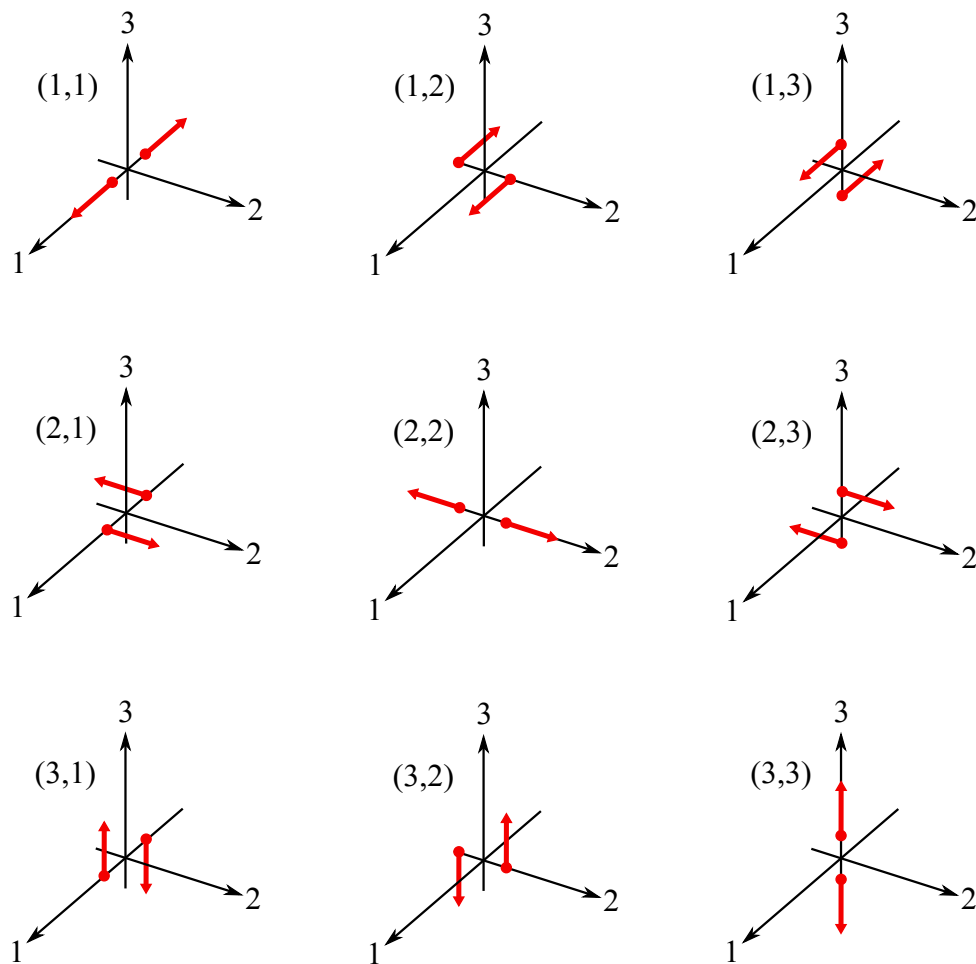 3 3 3
(1,1) (1,2) (1,3)
2 2 2
1 1 1
3 3 3
(2,1) (2,2) (2,3)
2 2 2
1 1 1
3 3 3
(3,1) (3,2) (3,3)
2 2 2
1 1 1